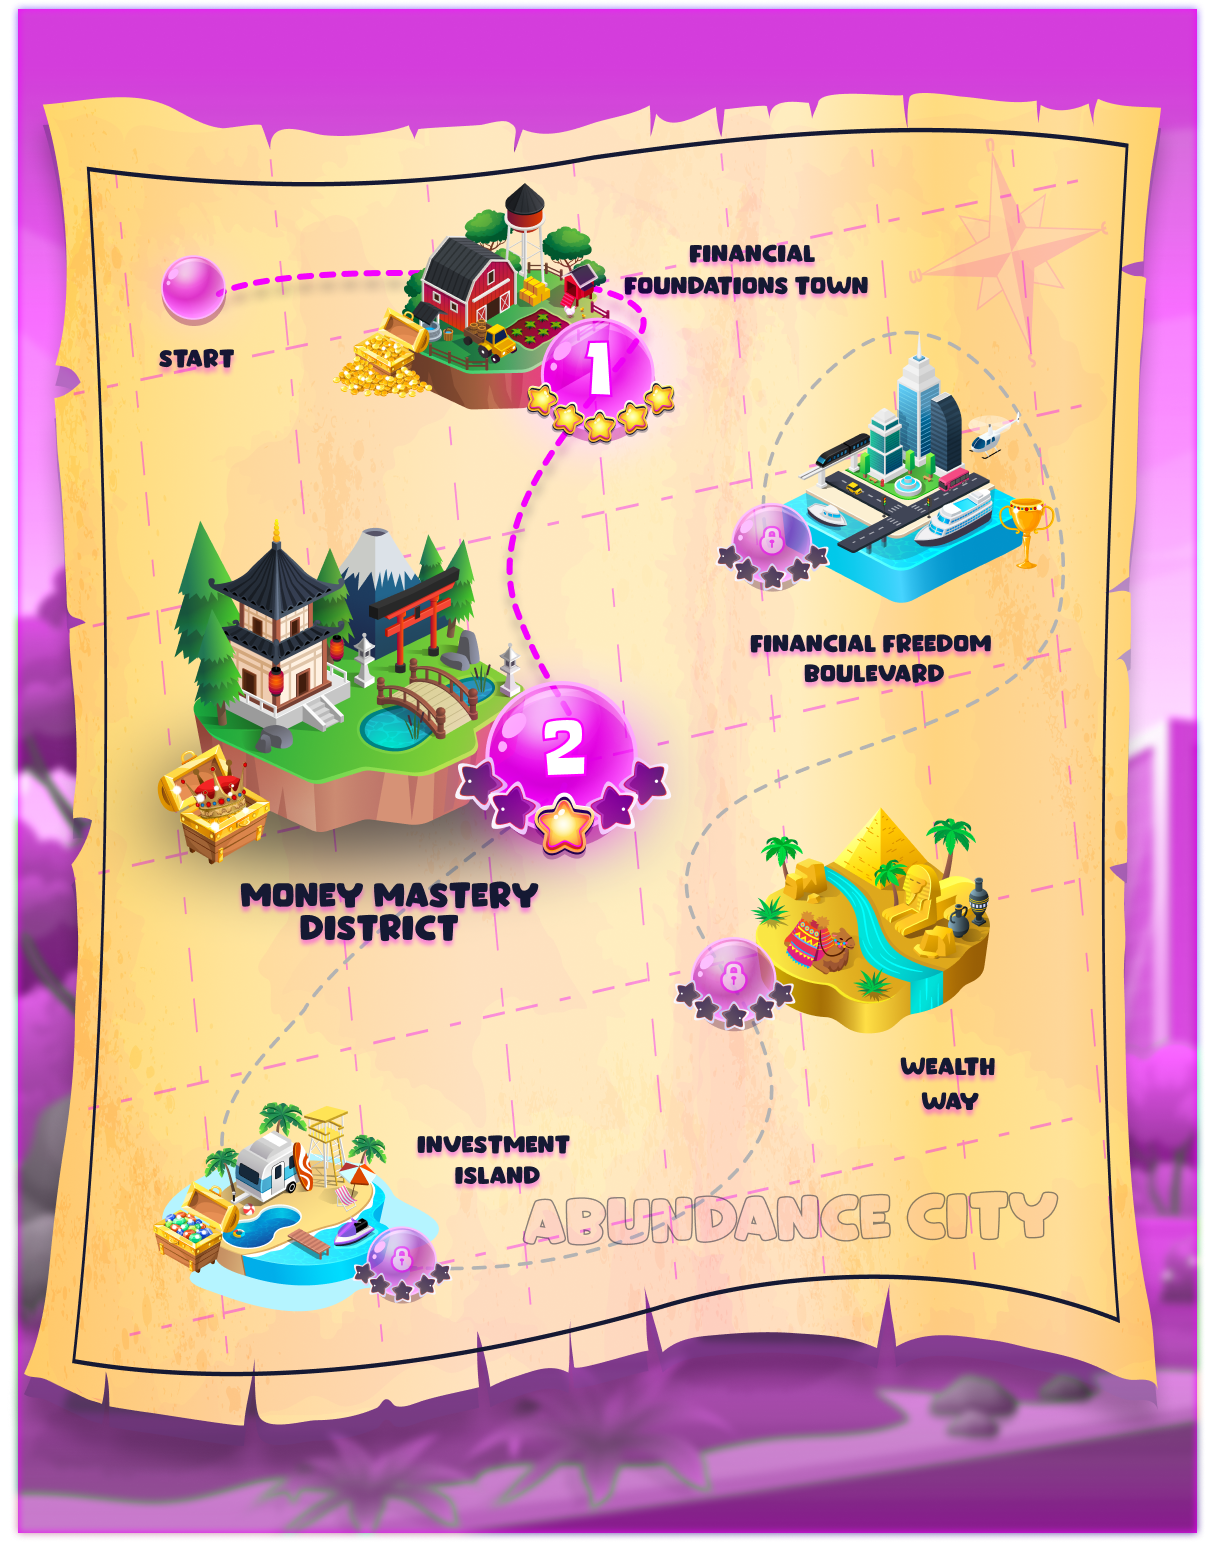 FINANCIAL
FOUNDATIONS TOWN
START
1
FINANCIAL FREEDOM
BOULEVARD
2
MONEY MASTERY
DISTRICT
WEALTH
WAY
INVESTMENT
ISLAND
ABUNDANCE CITY